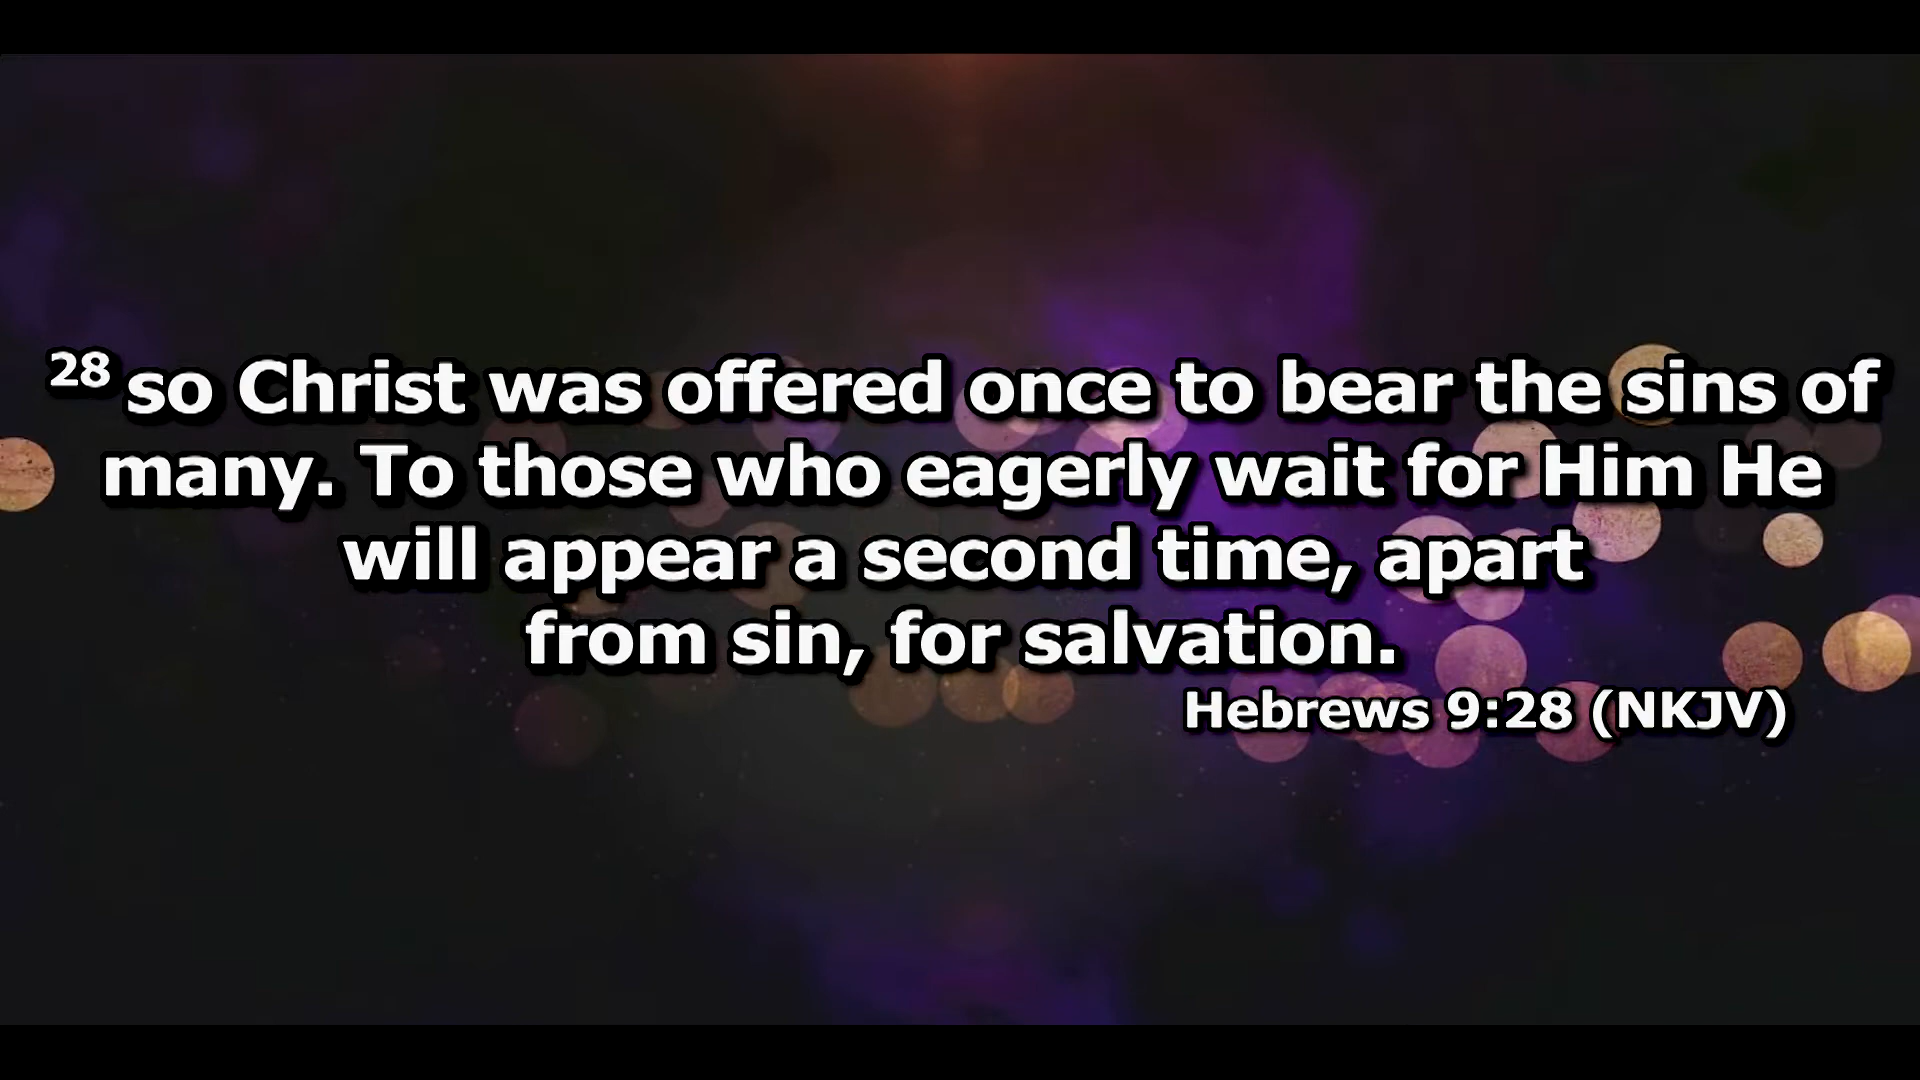 28 so Christ was offered once to bear the sins of
many. To those who eagerly wait for Him He
will appear a second time, apart
from sin, for salvation.
Hebrews 9:28 (NKJV)